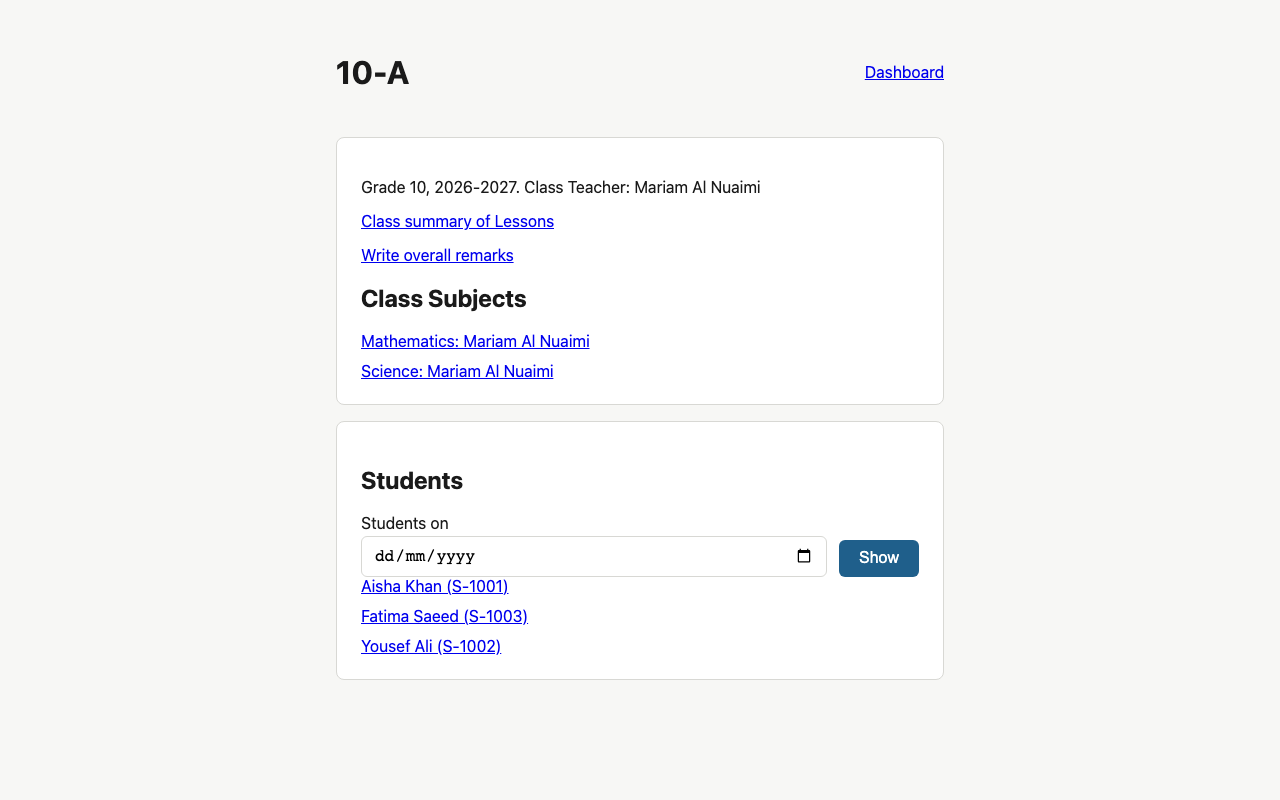 10-A
Dashboard
Grade 10, 2026-2027. Class Teacher: Mariam Al Nuaimi
Class summary of Lessons
Write overall remarks
Class Subjects
Mathematics: Mariam Al Nuaimi
Science: Mariam Al Nuaimi
Students
Students on
dd/mm/yyyy
Show
Aisha Khan (S-1001)
Fatima Saeed (S-1003)
Yousef Ali (S-1002)